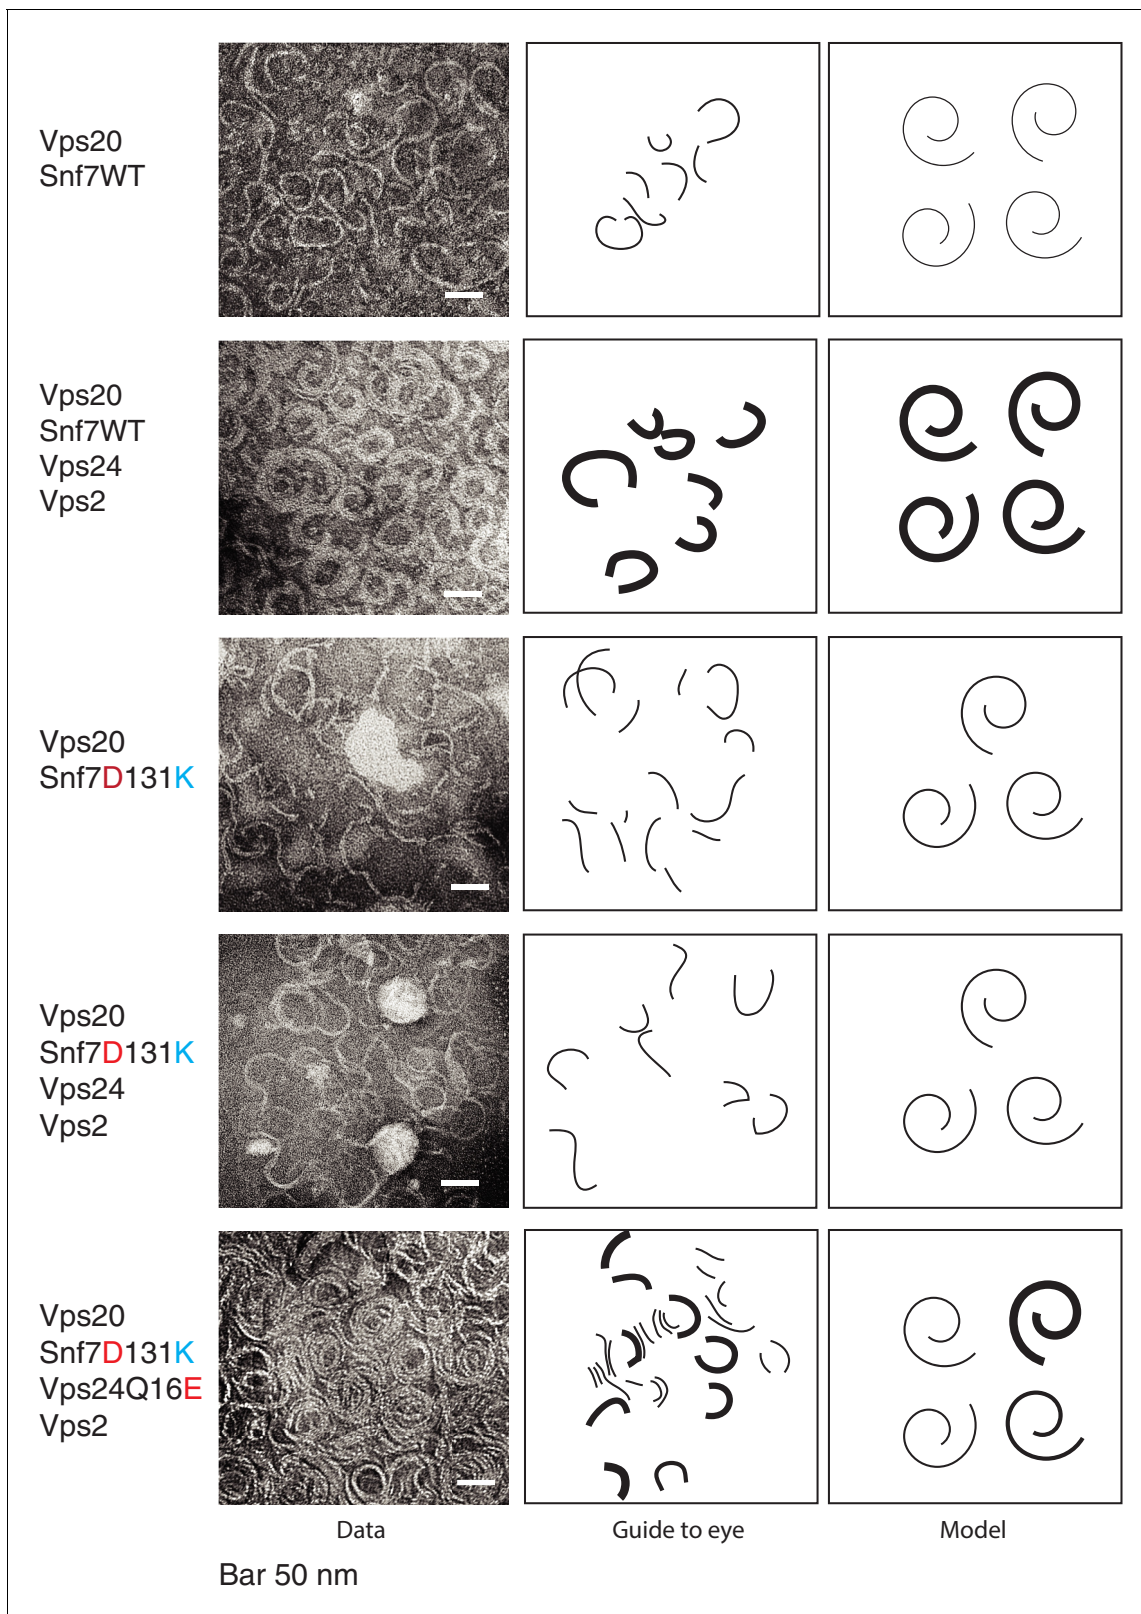 Vps20
Snf7WT
Vps20
Snf7WT
Vps24
Vps2
Vps20
Snf7D131K
Vps20
Snf7D131K
Vps24
Vps2
Vps20
Snf7D131K
Vps24Q16E
Vps2
Data
Guide to eye
Model
Bar 50 nm